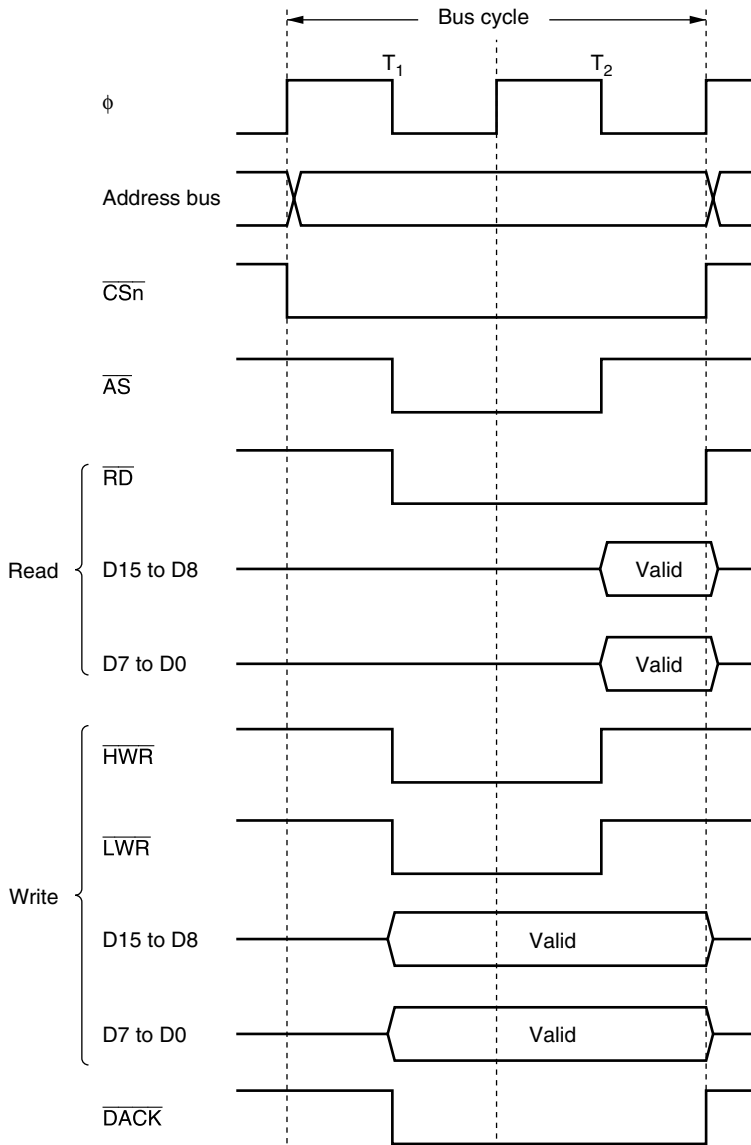 Bus cycle
T1 T2
ϕ
Address bus
CSn
AS
RD
Read D15 to D8 Valid
D7 to D0 Valid
HWR
LWR
Write
D15 to D8 Valid
D7 to D0 Valid
DACK